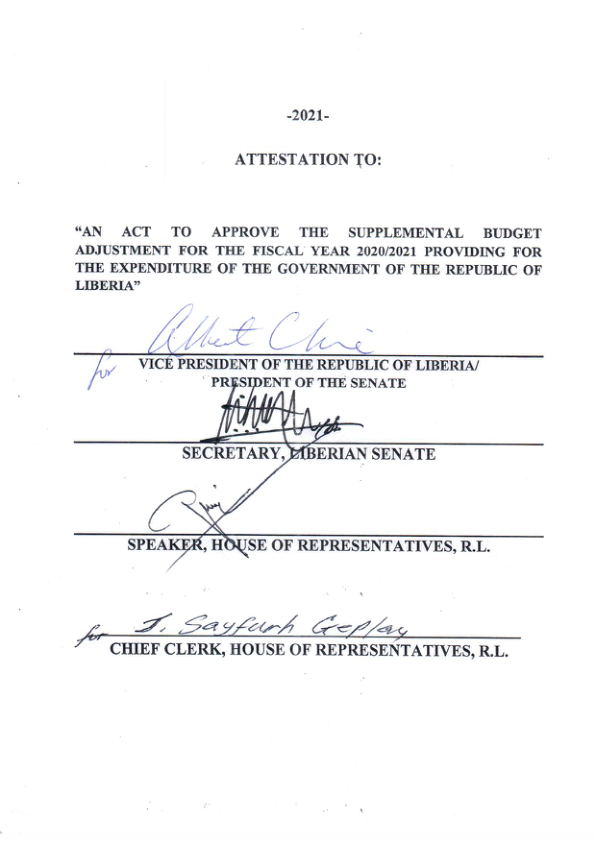 -2021-
ATTESTATION TO:
“AN ACT TO APPROVE THE SUPPLEMENTAL BUDGET
ADJUSTMENT FOR THE FISCAL YEAR 2020/2021 PROVIDING FOR
THE EXPENDITURE OF THE GOVERNMENT OF THE REPUBLIC OF
LIBERIA”
Albert Chie
for
VICE PRESIDENT OF THE REPUBLIC OF LIBERIA/
PRESIDENT OF THE SENATE
SECRETARY, LIBERIAN SENATE
SPEAKER, HOUSE OF REPRESENTATIVES, R.L.
for J. Sayfuah Geplay
CHIEF CLERK, HOUSE OF REPRESENTATIVES, R.L.